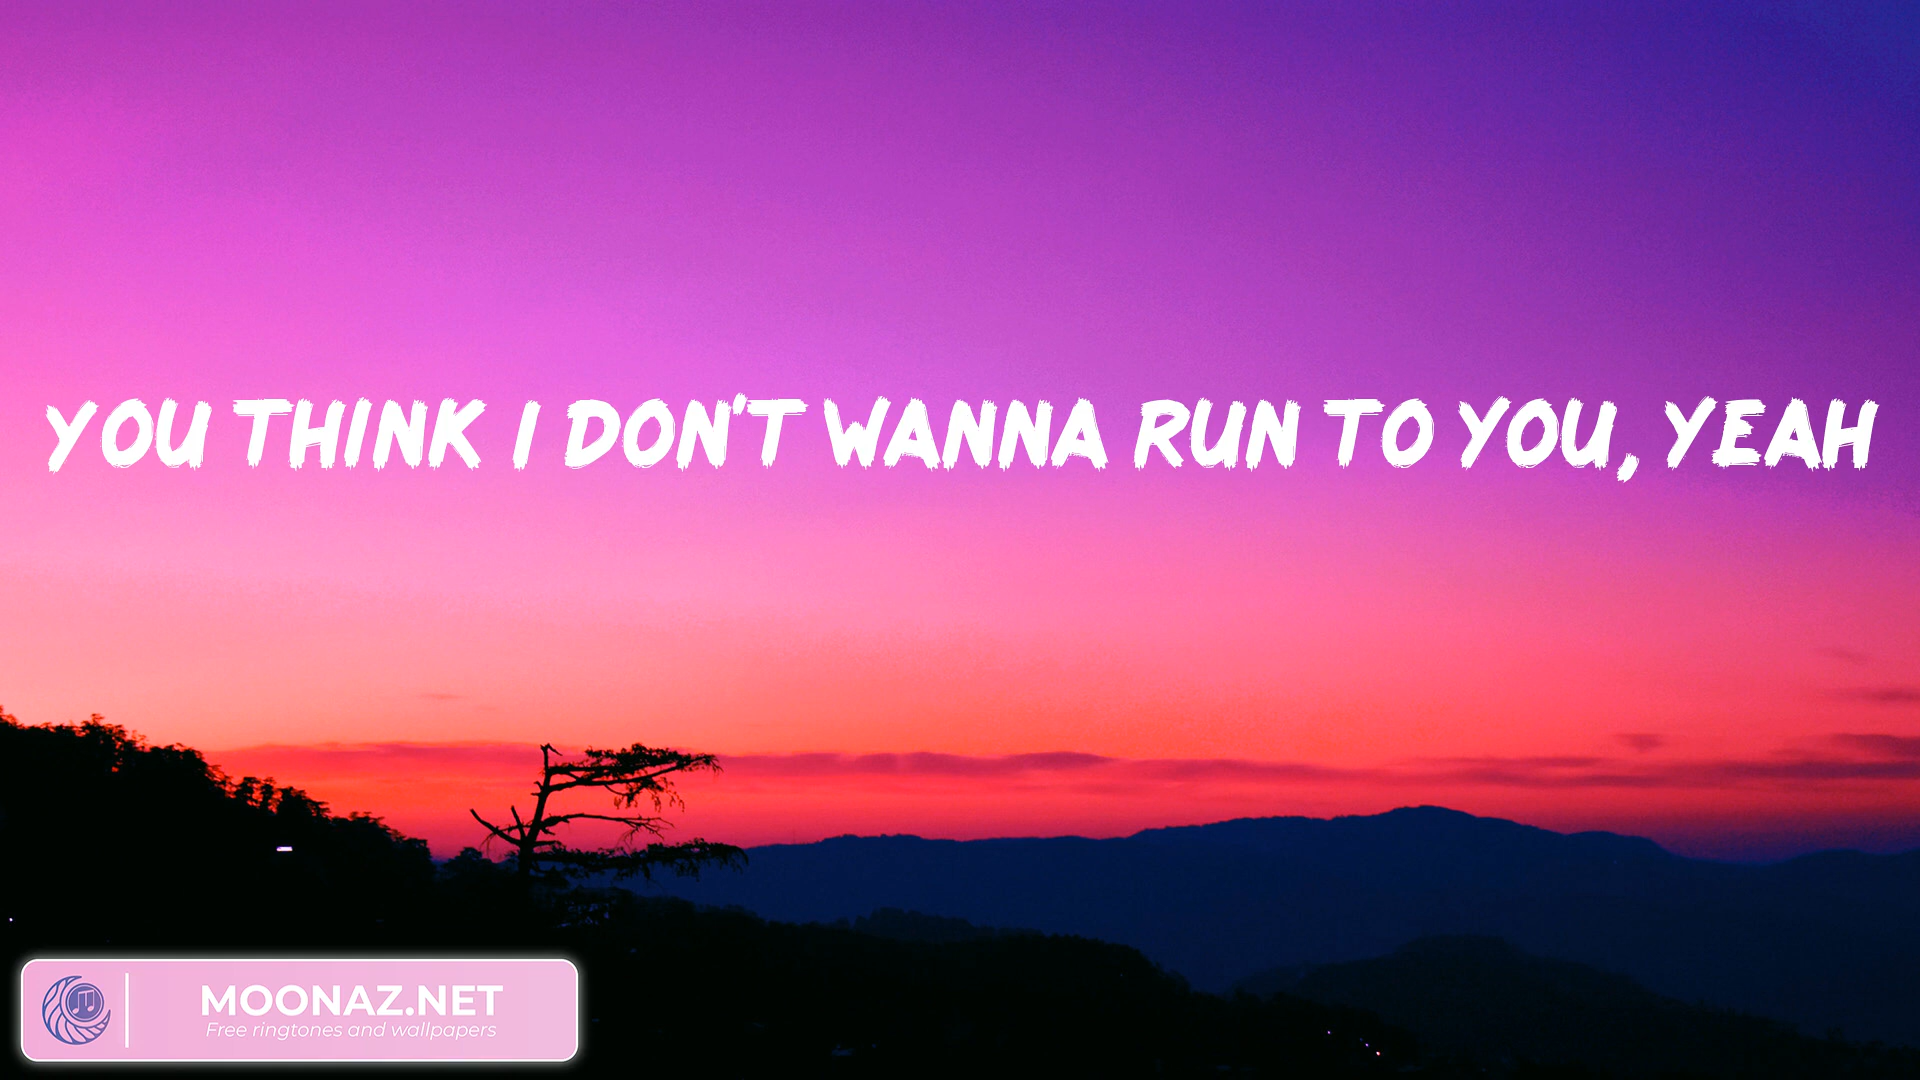 YOU THINK I DON'T WANNA RUN TO YOU, YEAH
MOONAZ.NET
Free ringtones and wallpapers